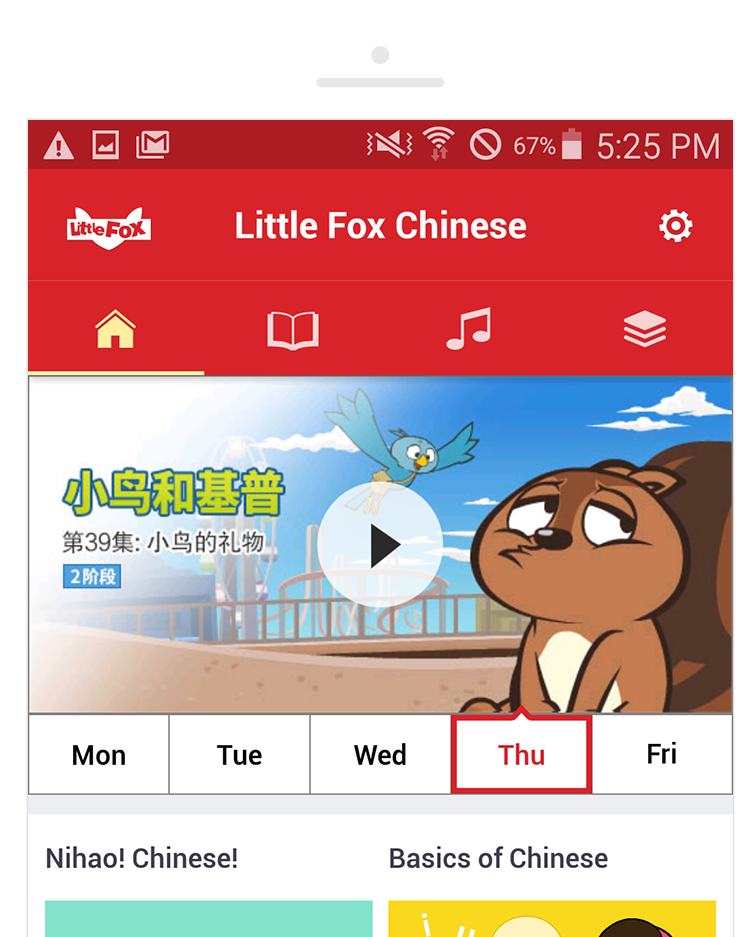 67% 5:25 PM
Little Fox
Little Fox Chinese
小鸟和基普
第39集: 小鸟的礼物
2阶段
Mon Tue Wed Thu Fri
Nihao! Chinese!
Basics of Chinese